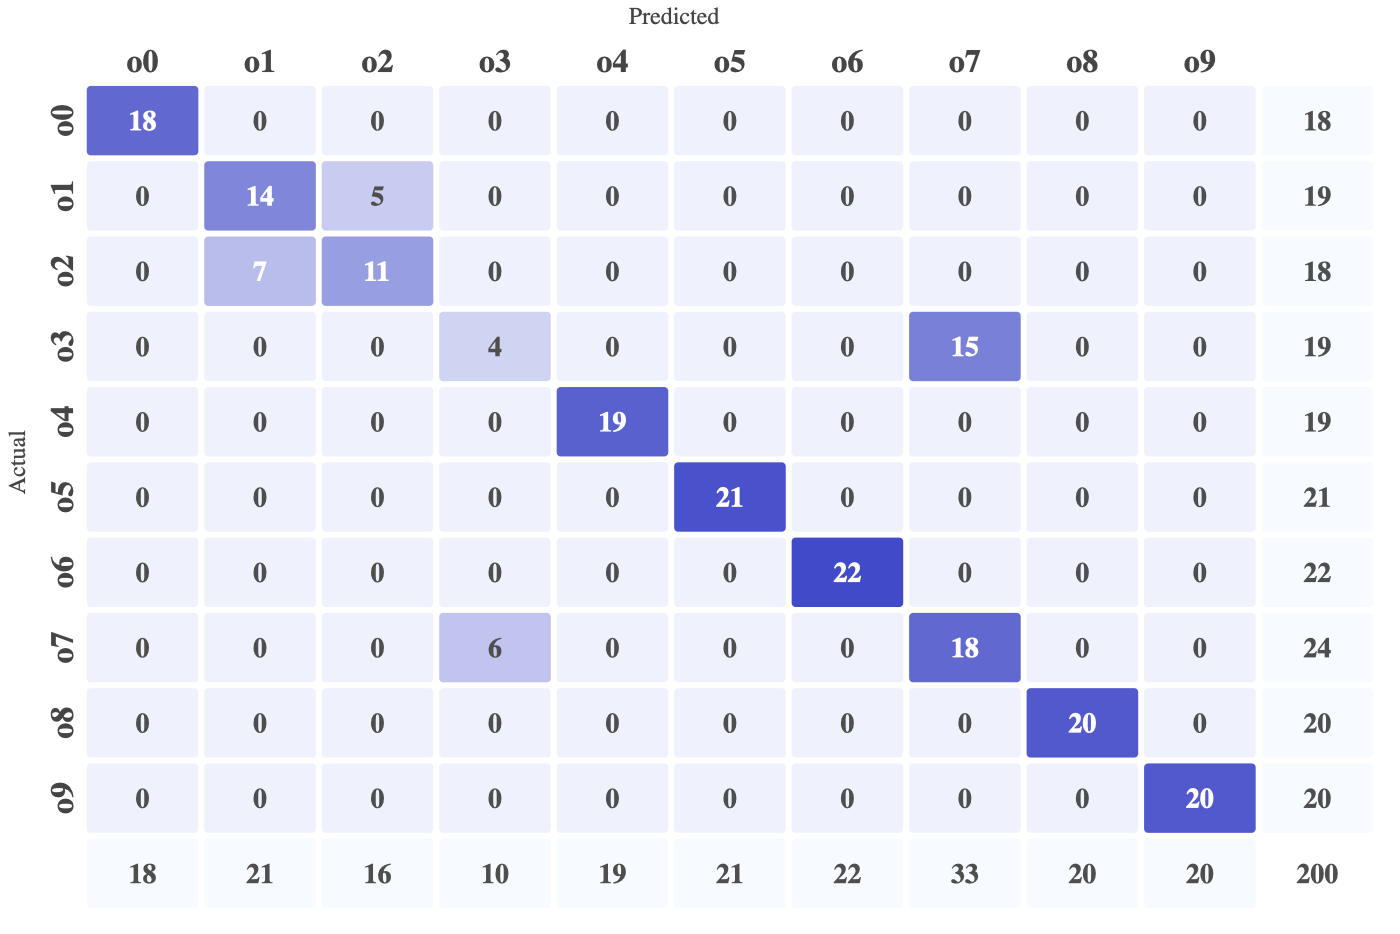 Predicted
o0 o1 o2 o3 o4 o5 o6 o7 o8 o9
o0 18 0 0 0 0 0 0 0 0 0 18
o1 0 14 5 0 0 0 0 0 0 0 19
o2 0 7 11 0 0 0 0 0 0 0 18
o3 0 0 0 4 0 0 0 15 0 0 19
o4 0 0 0 0 19 0 0 0 0 0 19
Actual
o5 0 0 0 0 0 21 0 0 0 0 21
o6 0 0 0 0 0 0 22 0 0 0 22
o7 0 0 0 6 0 0 0 18 0 0 24
o8 0 0 0 0 0 0 0 0 20 0 20
o9 0 0 0 0 0 0 0 0 0 20 20
18 21 16 10 19 21 22 33 20 20 200